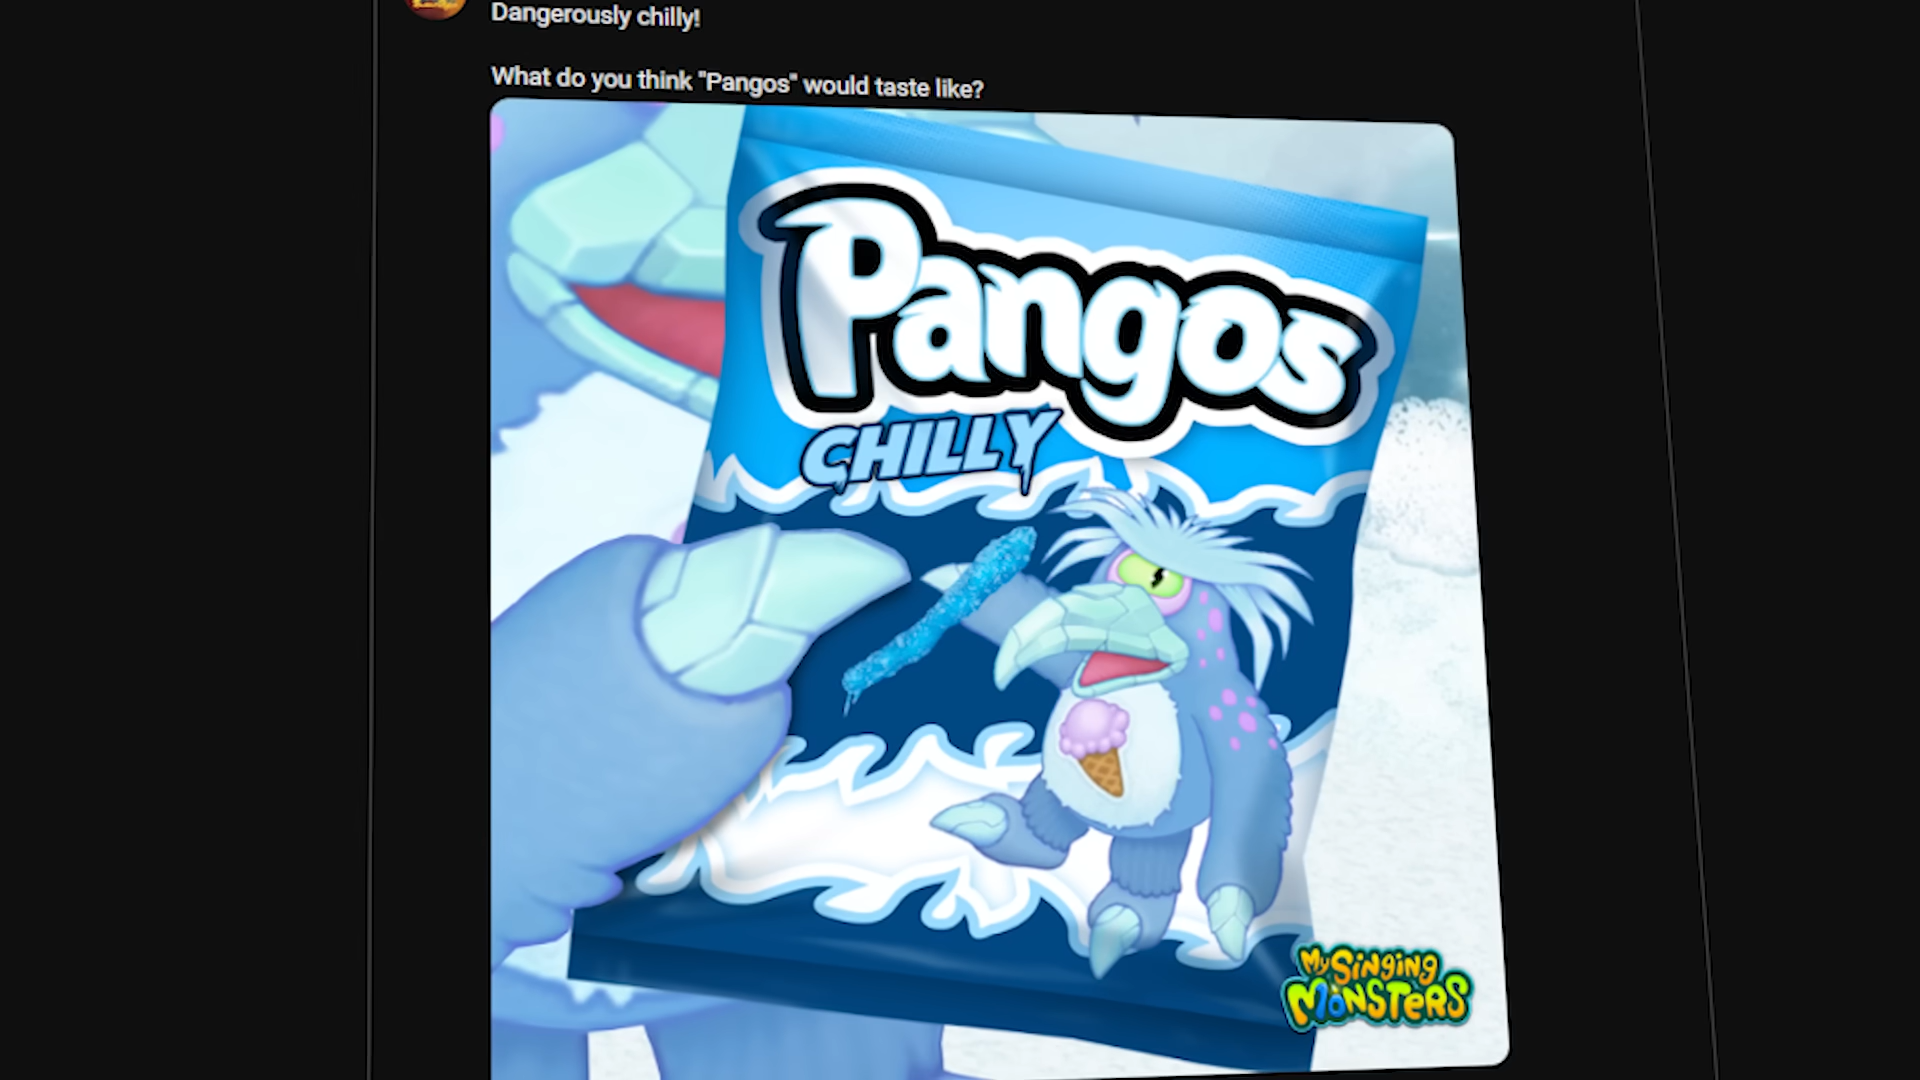 Dangerously chilly!
What do you think "Pangos" would taste like?
Pangos
CHILLY
My Singing
MONSTERS